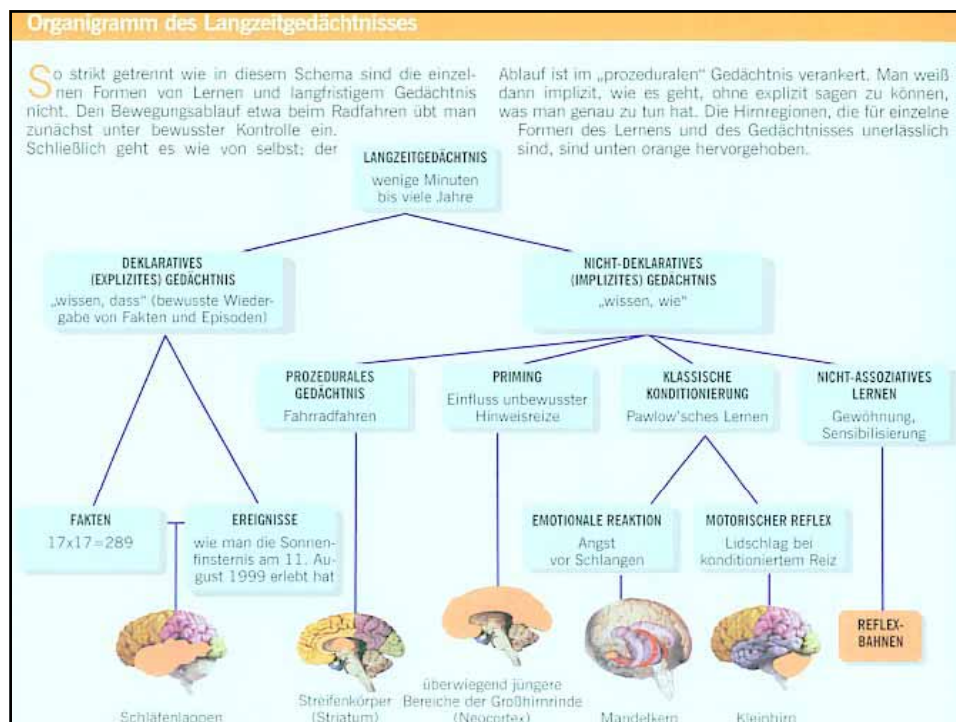 Organigramm des Langzeitgedächtnisses
So strikt getrennt wie in diesem Schema sind die einzel-
nen Formen von Lernen und langfristigem Gedächtnis
nicht. Den Bewegungsablauf etwa beim Radfahren übt man
zunächst unter bewusster Kontrolle ein.
Schließlich geht es wie von selbst; der
Ablauf ist im „prozeduralen“ Gedächtnis verankert. Man weiß
dann implizit, wie es geht, ohne explizit sagen zu können,
was man genau zu tun hat. Die Hirnregionen, die für einzelne
Formen des Lernens und des Gedächtnisses unerlässlich
sind, sind unten orange hervorgehoben.
LANGZEITGEDÄCHTNIS
wenige Minuten
bis viele Jahre
DEKLARATIVES
(EXPLIZITES) GEDÄCHTNIS
„wissen, dass“ (bewusste Wieder-
gabe von Fakten und Episoden)
NICHT-DEKLARATIVES
(IMPLIZITES) GEDÄCHTNIS
„wissen, wie“
PROZEDURALES
GEDÄCHTNIS
Fahrradfahren
PRIMING
Einfluss unbewusster
Hinweisreize
KLASSISCHE
KONDITIONIERUNG
Pawlow'sches Lernen
NICHT-ASSOZIATIVES
LERNEN
Gewöhnung,
Sensibilisierung
FAKTEN
17x17=289
EREIGNISSE
wie man die Sonnen-
finsternis am 11. Au-
gust 1999 erlebt hat
EMOTIONALE REAKTION
Angst
vor Schlangen
MOTORISCHER REFLEX
Lidschlag bei
konditioniertem Reiz
REFLEX-
BAHNEN
Schläfenlappen
Streifenkörper
(Striatum)
überwiegend jüngere
Bereiche der Großhirnrinde
(Neocortex)
Mandelkern
Kleinhirn